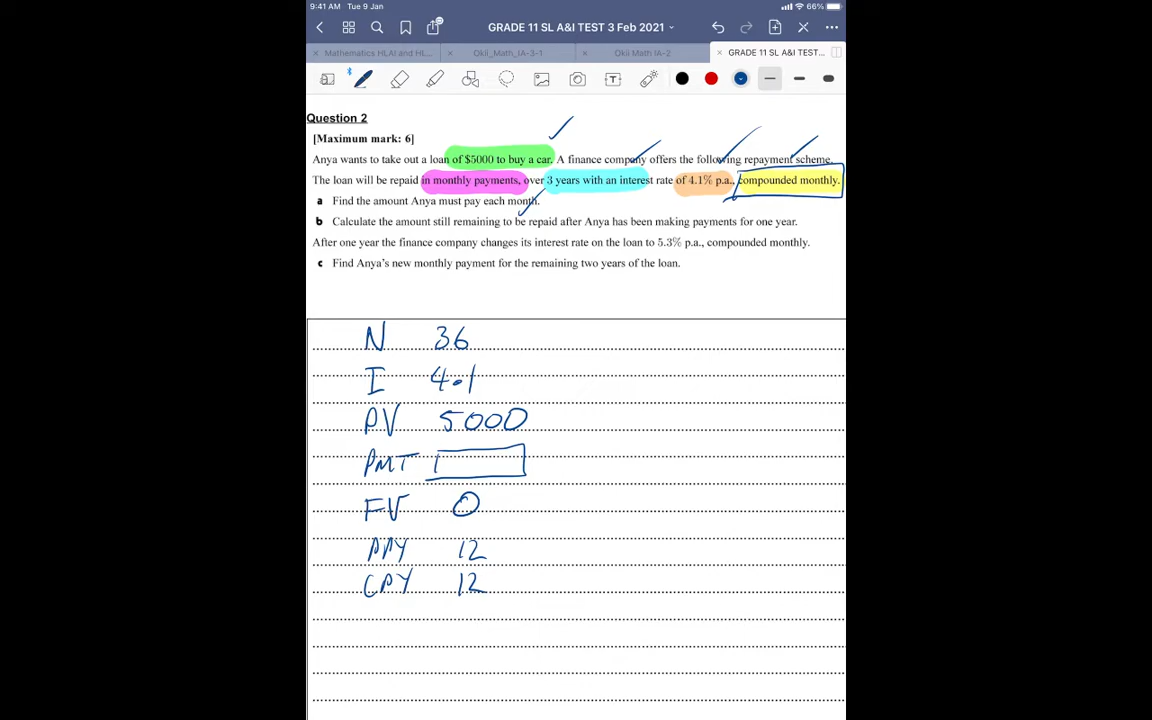 9:41 AM Tue 9 Jan 66%
GRADE 11 SL A&I TEST 3 Feb 2021
Mathematics HLAI and HL... Okii_Math_IA-3-1 Okii Math IA-2 GRADE 11 SL A&I TEST...
Question 2
[Maximum mark: 6]
Anya wants to take out a loan of $5000 to buy a car. A finance company offers the following repayment scheme.
The loan will be repaid in monthly payments, over 3 years with an interest rate of 4.1% p.a., compounded monthly.
a Find the amount Anya must pay each month.
b Calculate the amount still remaining to be repaid after Anya has been making payments for one year.
After one year the finance company changes its interest rate on the loan to 5.3% p.a., compounded monthly.
c Find Anya's new monthly payment for the remaining two years of the loan.
N 36
I 4.1
PV 5000
PMT
FV 0
PPY 12
CPY 12